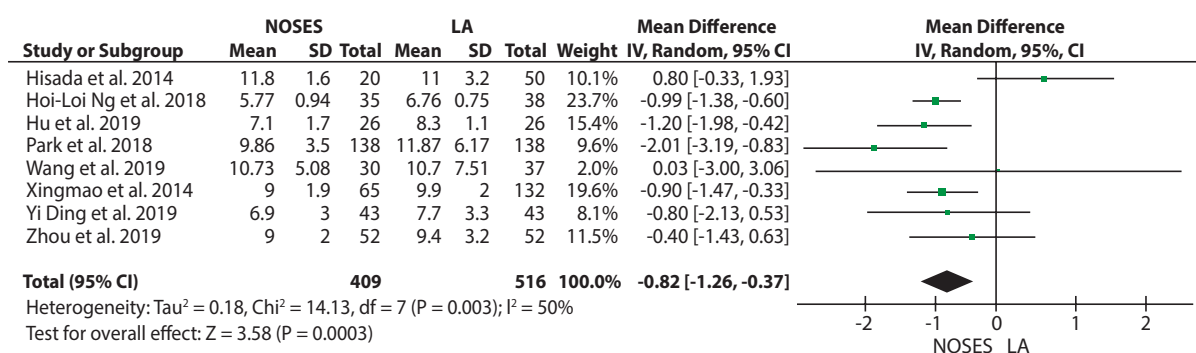 NOSES LA Mean Difference Mean Difference
Study or Subgroup Mean SD Total Mean SD Total Weight IV, Random, 95% CI IV, Random, 95%, CI
Hisada et al. 2014 11.8 1.6 20 11 3.2 50 10.1% 0.80 [-0.33, 1.93]
Hoi-Loi Ng et al. 2018 5.77 0.94 35 6.76 0.75 38 23.7% -0.99 [-1.38, -0.60]
Hu et al. 2019 7.1 1.7 26 8.3 1.1 26 15.4% -1.20 [-1.98, -0.42]
Park et al. 2018 9.86 3.5 138 11.87 6.17 138 9.6% -2.01 [-3.19, -0.83]
Wang et al. 2019 10.73 5.08 30 10.7 7.51 37 2.0% 0.03 [-3.00, 3.06]
Xingmao et al. 2014 9 1.9 65 9.9 2 132 19.6% -0.90 [-1.47, -0.33]
Yi Ding et al. 2019 6.9 3 43 7.7 3.3 43 8.1% -0.80 [-2.13, 0.53]
Zhou et al. 2019 9 2 52 9.4 3.2 52 11.5% -0.40 [-1.43, 0.63]
Total (95% CI) 409 516 100.0% -0.82 [-1.26, -0.37]
Heterogeneity: Tau² = 0.18, Chi² = 14.13, df = 7 (P = 0.003); I² = 50%
Test for overall effect: Z = 3.58 (P = 0.0003)
-2 -1 0 1 2
NOSES LA